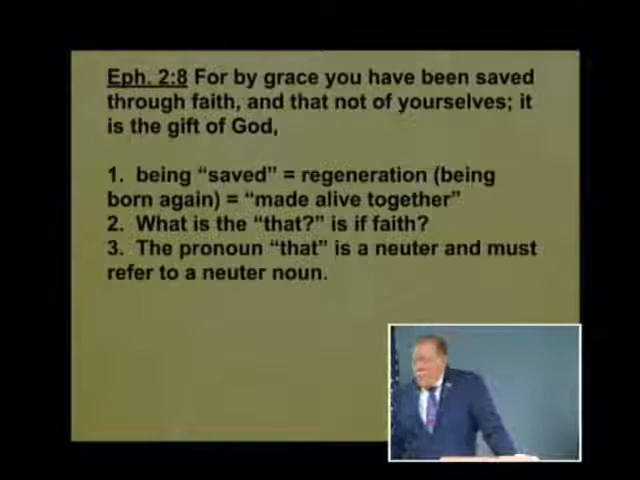 Eph. 2:8 For by grace you have been saved
through faith, and that not of yourselves; it
is the gift of God,
1. being “saved” = regeneration (being
born again) = “made alive together”
2. What is the “that?” is if faith?
3. The pronoun “that” is a neuter and must
refer to a neuter noun.